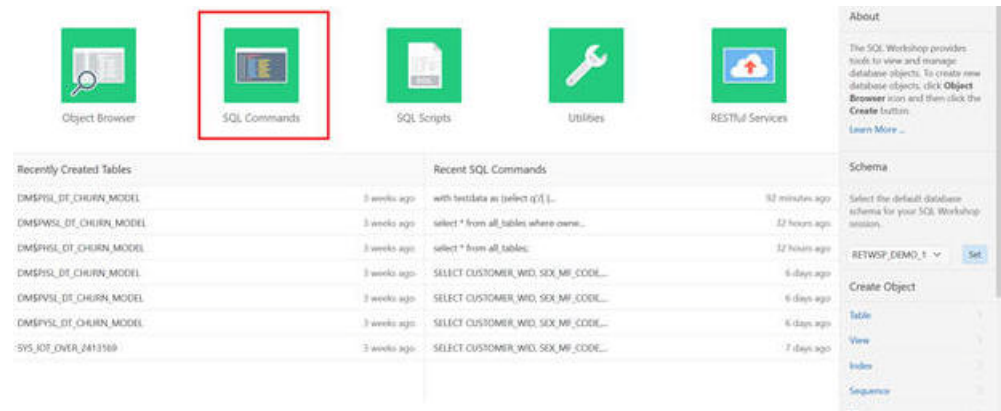 Object Browser
SQL Commands
SQL Scripts
Utilities
RESTful Services
Recently Created Tables
DM$PJSL_DT_CHURN_MODEL 3 weeks ago
DM$PWSL_DT_CHURN_MODEL 3 weeks ago
DM$PHSL_DT_CHURN_MODEL 3 weeks ago
3 weeks ago
DM$PVSL_DT_CHURN_MODEL 3 weeks ago
DM$PYSL_DT_CHURN_MODEL 3 weeks ago
SYS_IOT_OVER_2413569 3 weeks ago
Recent SQL Commands
with testdata as (select 92 minutes ago
select * from all_tables where owne... 22 hours ago
select * from all_tables; 22 hours ago
SELECT CUSTOMER_WID, SEX_MF_CODE,... 6 days ago
SELECT CUSTOMER_WID, SEX_MF_CODE,... 6 days ago
SELECT CUSTOMER_WID, SEX_MF_CODE,... 6 days ago
SELECT CUSTOMER_WID, SEX_MF_CODE,... 7 days ago
About
The SQL Workshop provides
tools to view and manage
database objects. To create new
database objects, click Object
Browser icon and then click the
Create button.
Learn More ...
Schema
Select the default database
schema for your SQL Workshop
session.
RETWSP_DEMO_1 Set
Create Object
Table
View
Index
Sequence